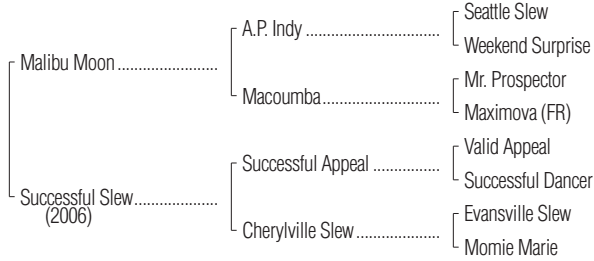 Seattle Slew
A.P. Indy
Weekend Surprise
Malibu Moon
Mr. Prospector
Macoumba
Maximova (FR)
Valid Appeal
Successful Appeal
Successful Dancer
Successful Slew
(2006)
Evansville Slew
Cherylville Slew
Momie Marie